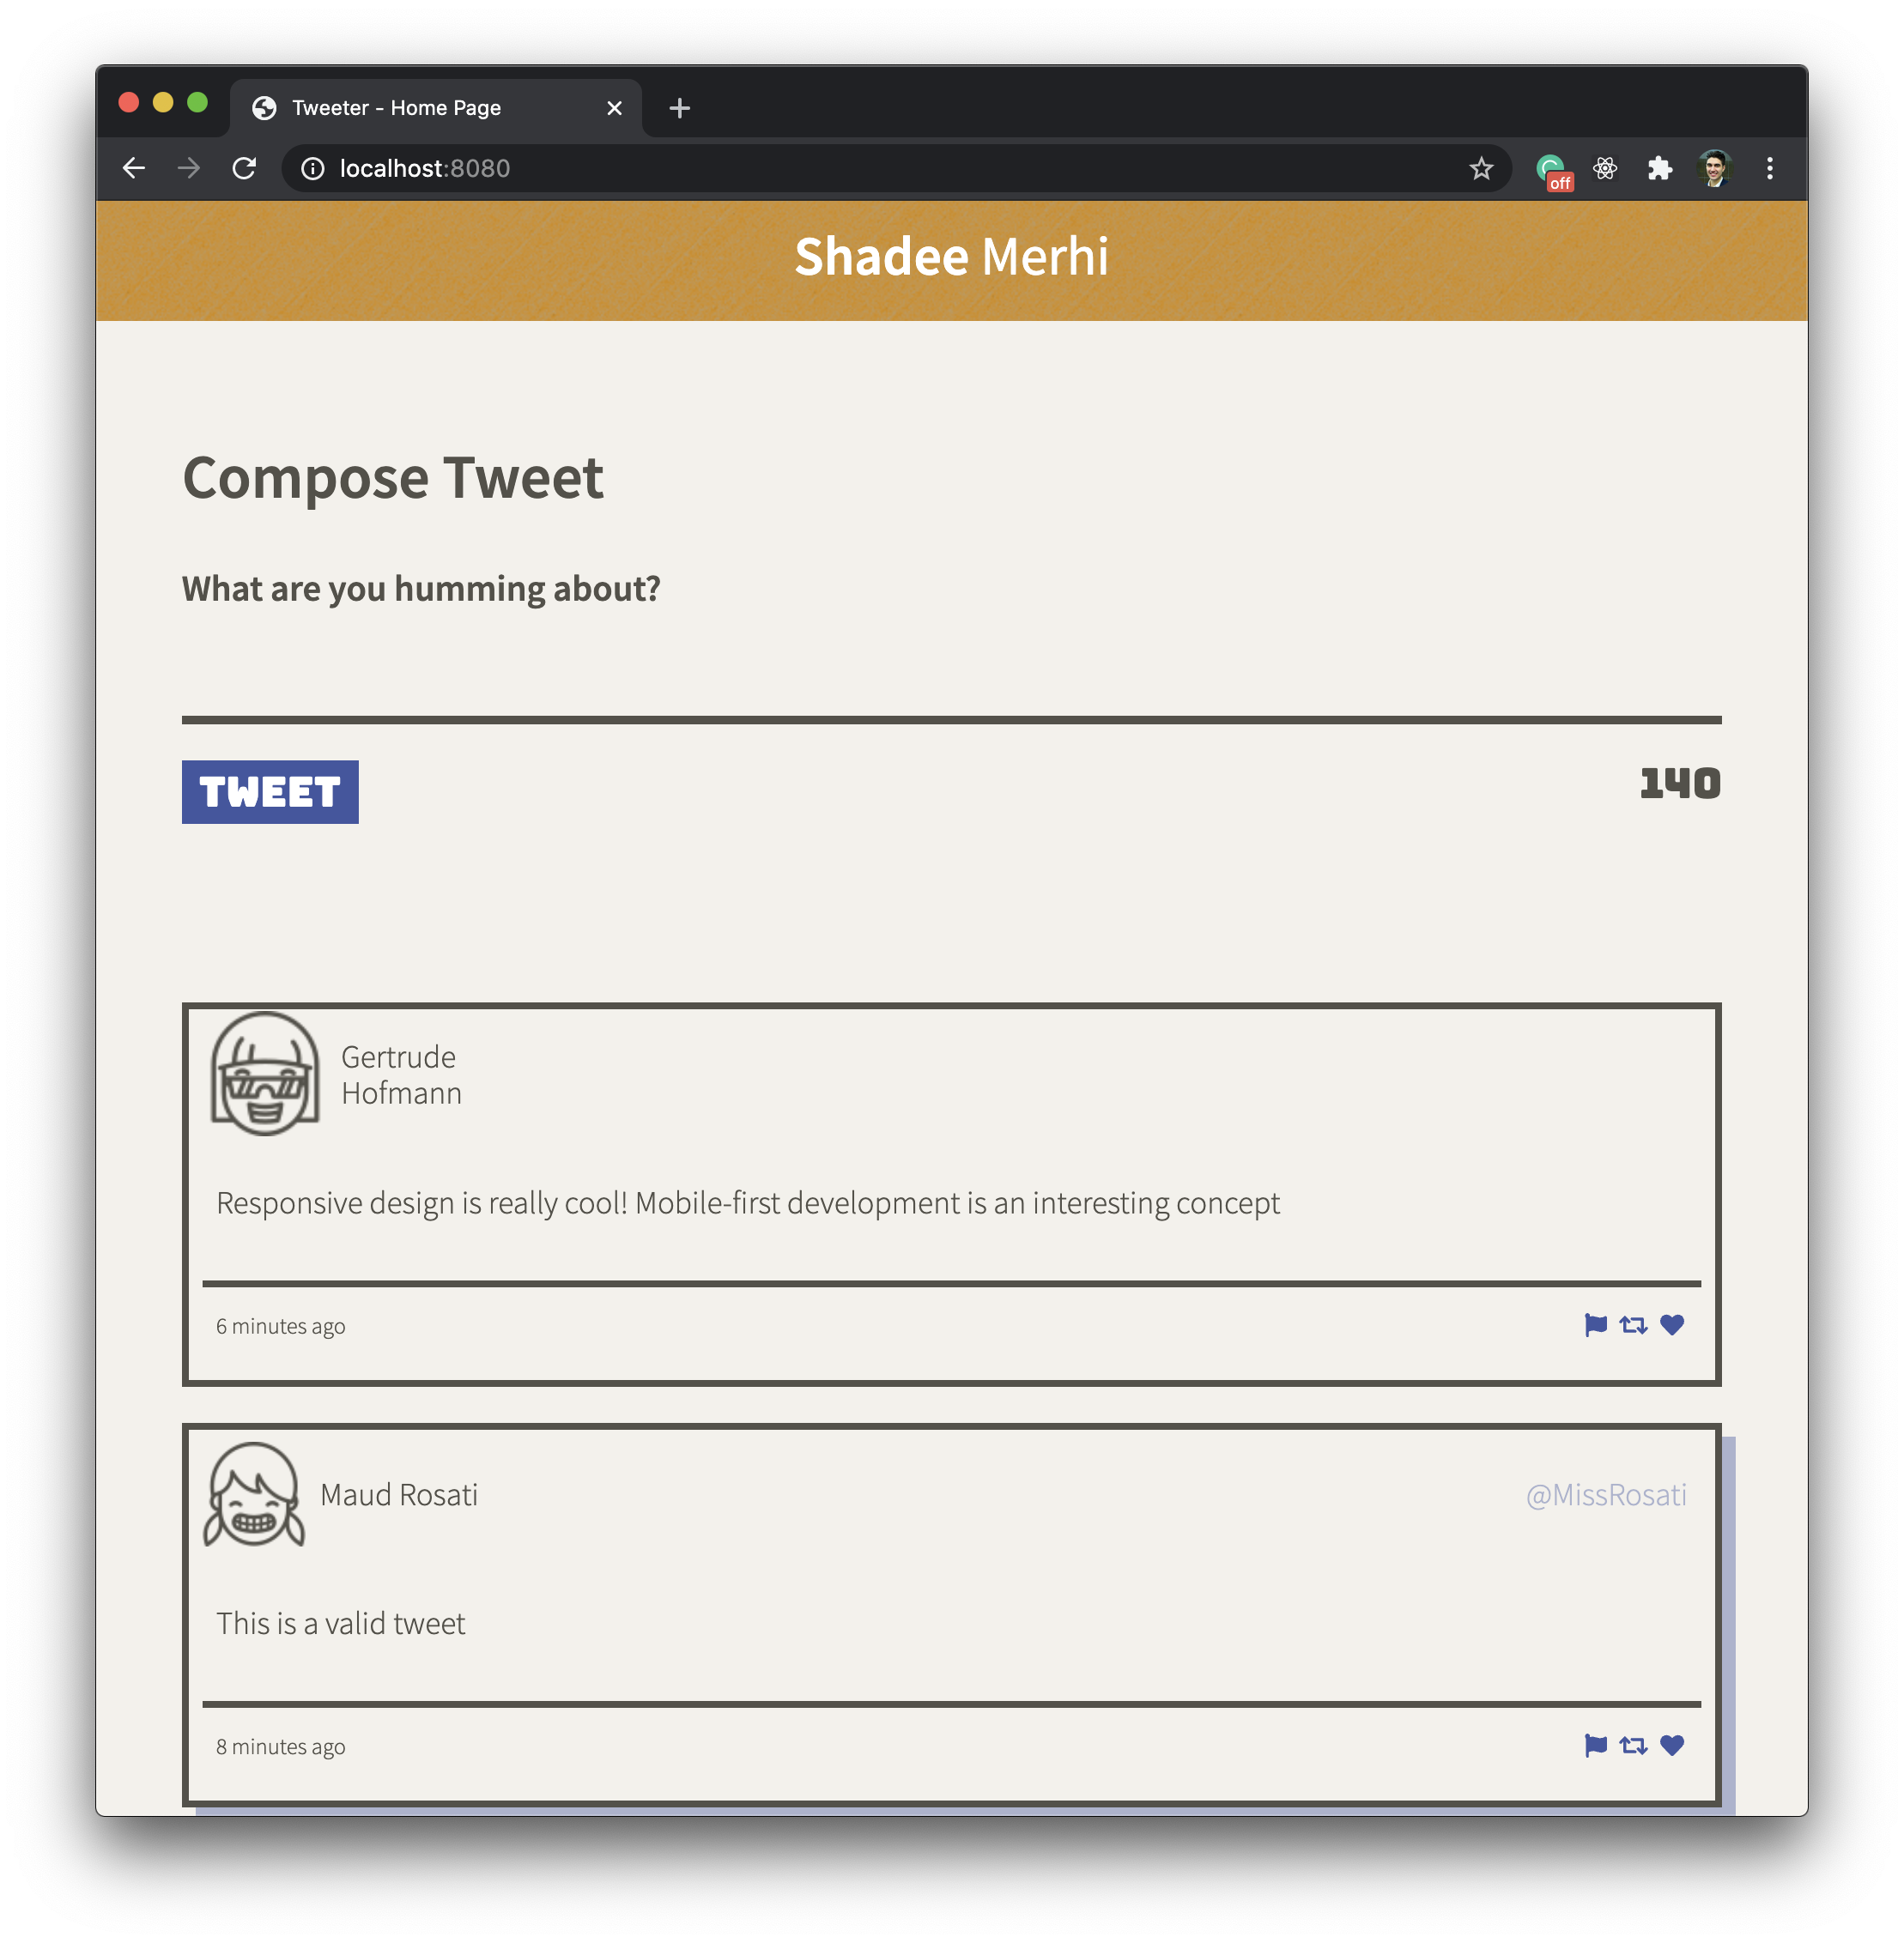 Tweeter - Home Page
localhost:8080
off
Shadee Merhi
Compose Tweet
What are you humming about?
TWEET
140
Gertrude
Hofmann
Responsive design is really cool! Mobile-first development is an interesting concept
6 minutes ago
Maud Rosati
@MissRosati
This is a valid tweet
8 minutes ago